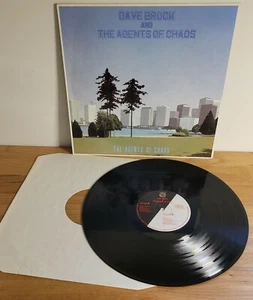 DAVE BROCK
AND
THE AGENTS OF CHAOS
THE AGENTS OF CHAOS